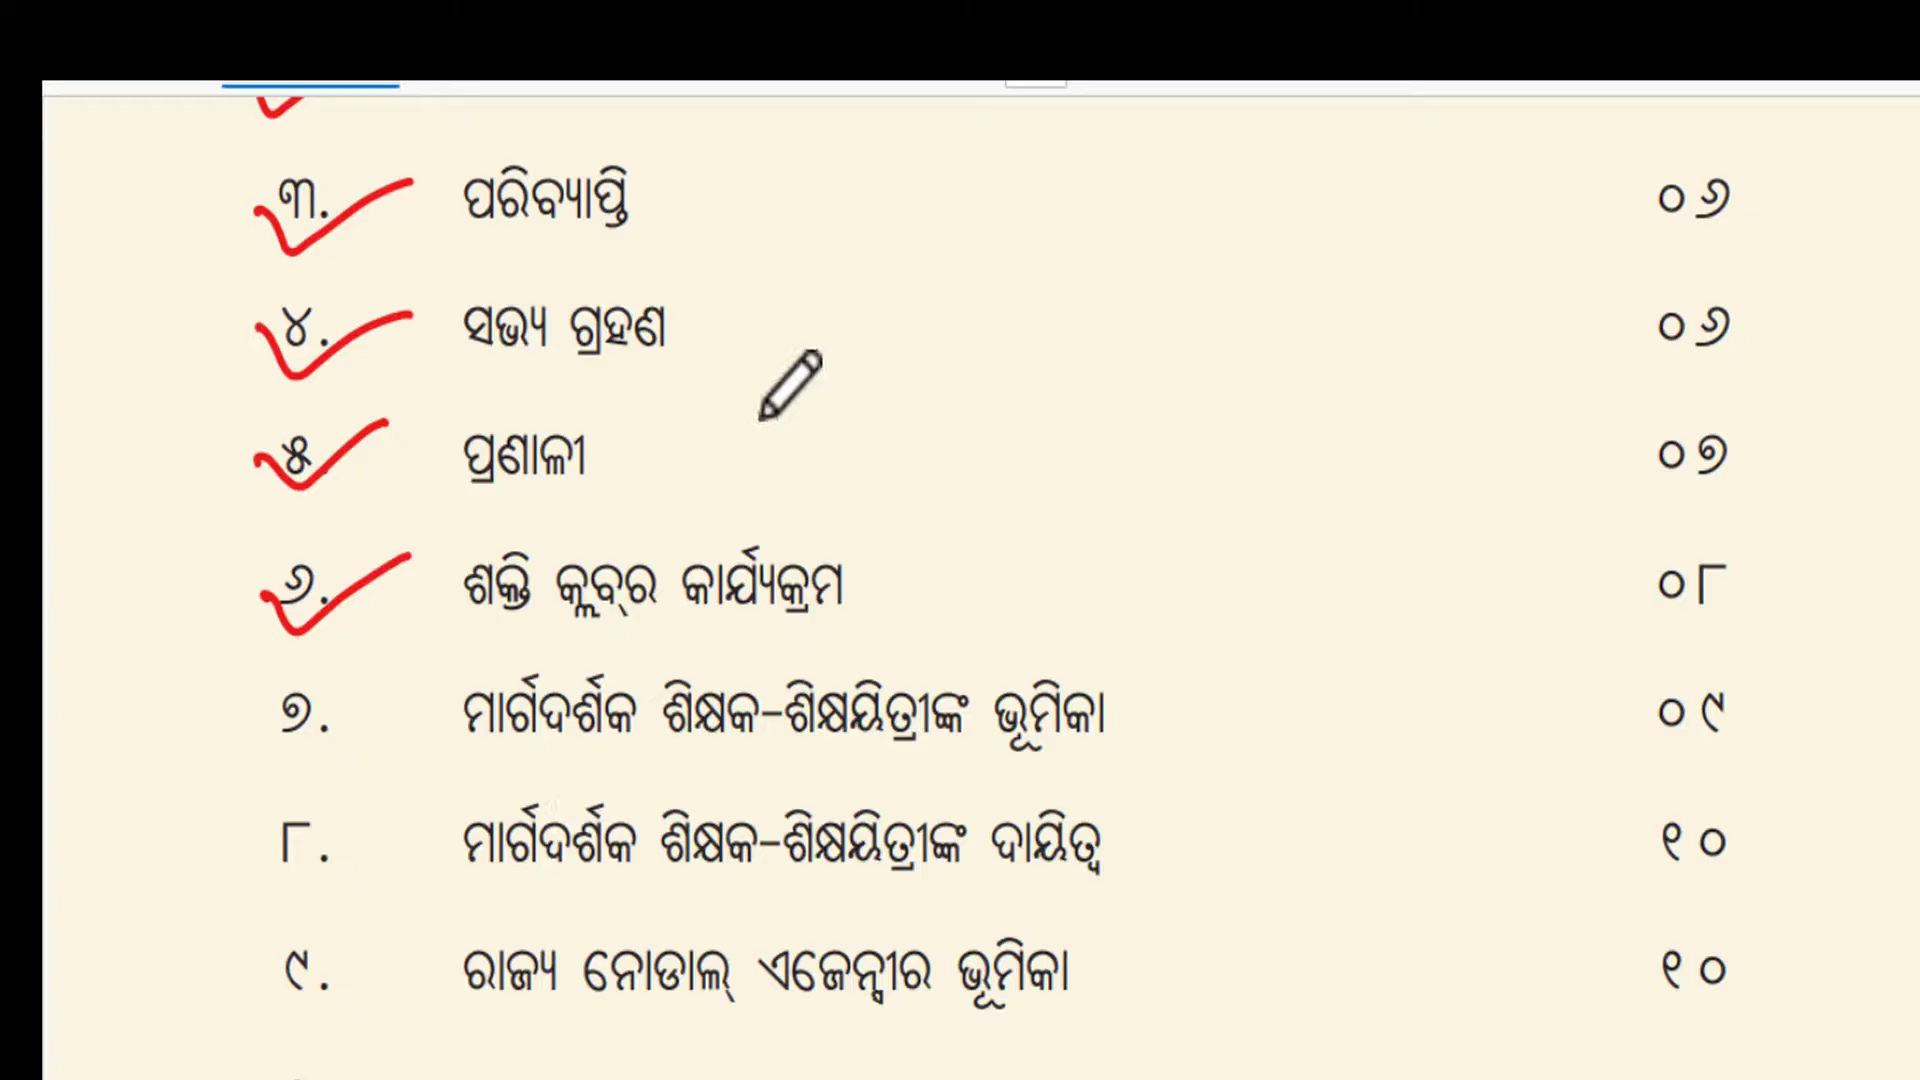 ୩. ପରିବ୍ୟାପ୍ତି ୦୬
୪. ସଭ୍ୟ ଗ୍ରହଣ ୦୬
୫. ପ୍ରଣାଳୀ ୦୭
୬. ଶକ୍ତି କ୍ଲବ୍‌ର କାର୍ଯ୍ୟକ୍ରମ ୦୮
୭. ମାର୍ଗଦର୍ଶକ ଶିକ୍ଷକ-ଶିକ୍ଷୟିତ୍ରୀଙ୍କ ଭୂମିକା ୦୯
୮. ମାର୍ଗଦର୍ଶକ ଶିକ୍ଷକ-ଶିକ୍ଷୟିତ୍ରୀଙ୍କ ଦାୟିତ୍ୱ ୧୦
୯. ରାଜ୍ୟ ନୋଡାଲ୍ ଏଜେନ୍ସୀର ଭୂମିକା ୧୦